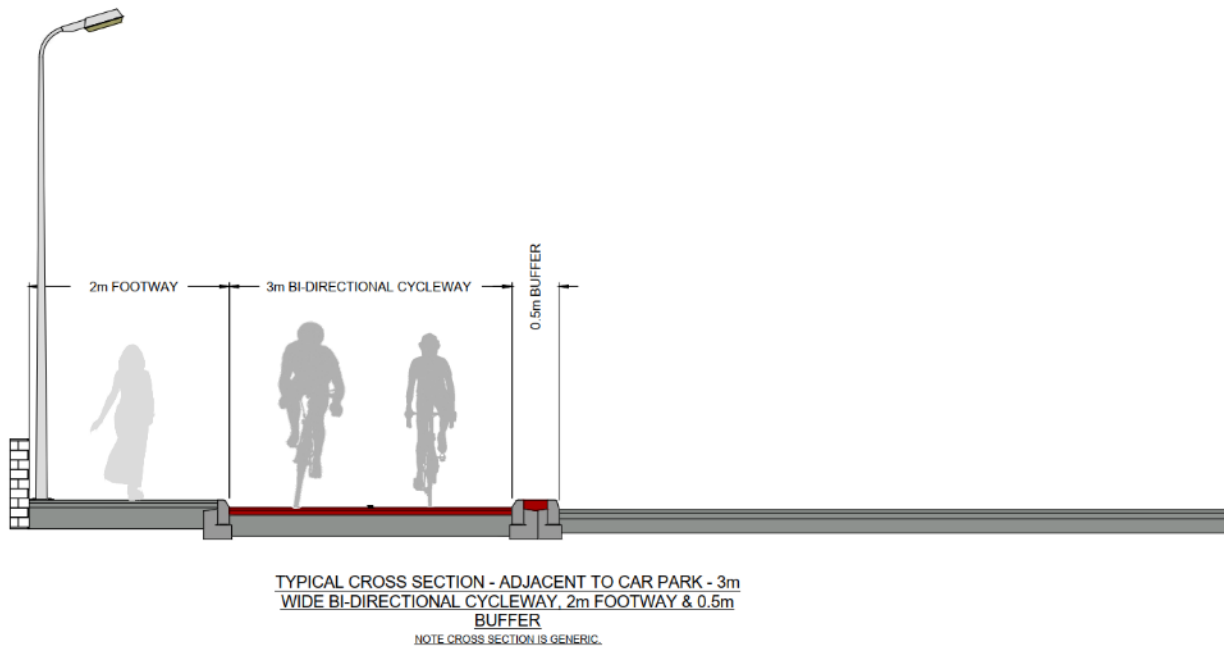 2m FOOTWAY
3m BI-DIRECTIONAL CYCLEWAY
0.5m BUFFER
TYPICAL CROSS SECTION - ADJACENT TO CAR PARK - 3m
WIDE BI-DIRECTIONAL CYCLEWAY, 2m FOOTWAY & 0.5m
BUFFER
NOTE CROSS SECTION IS GENERIC.